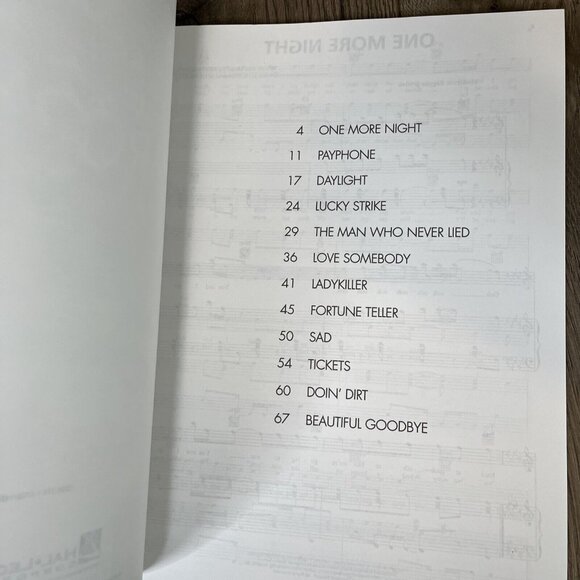 ONE MORE NIGHT
4 ONE MORE NIGHT
11 PAYPHONE
17 DAYLIGHT
24 LUCKY STRIKE
29 THE MAN WHO NEVER LIED
36 LOVE SOMEBODY
41 LADYKILLER
45 FORTUNE TELLER
50 SAD
54 TICKETS
60 DOIN' DIRT
67 BEAUTIFUL GOODBYE